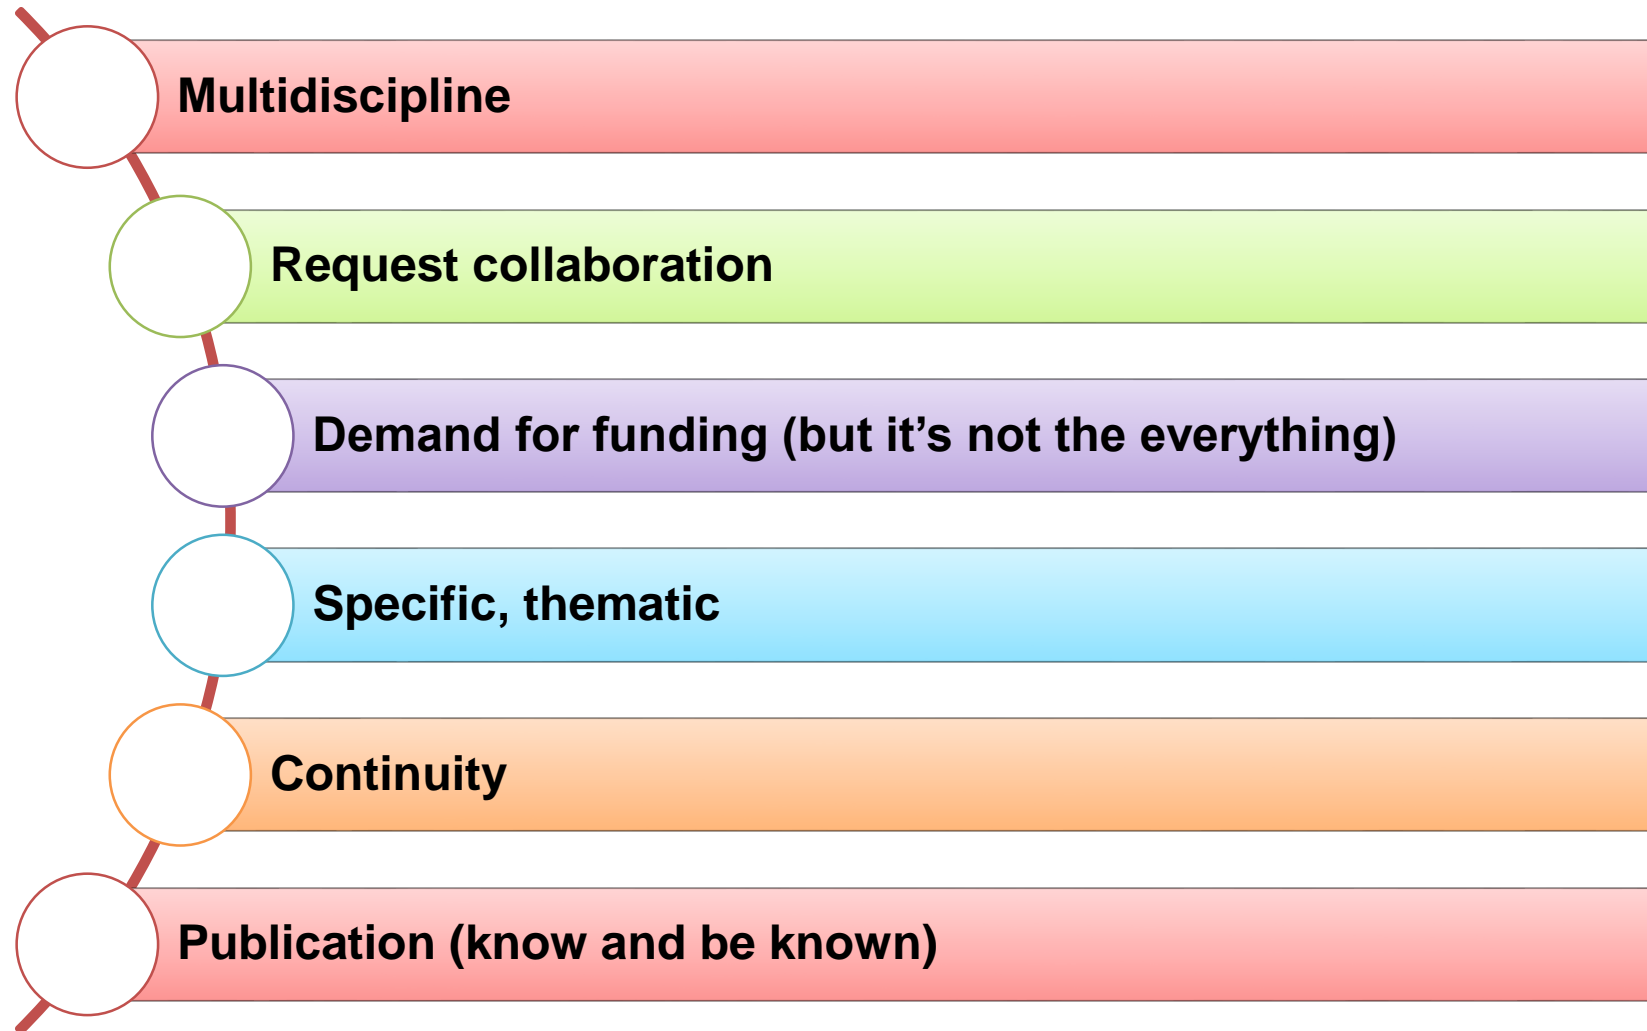 Multidiscipline
Request collaboration
Demand for funding (but it’s not the everything)
Specific, thematic
Continuity
Publication (know and be known)